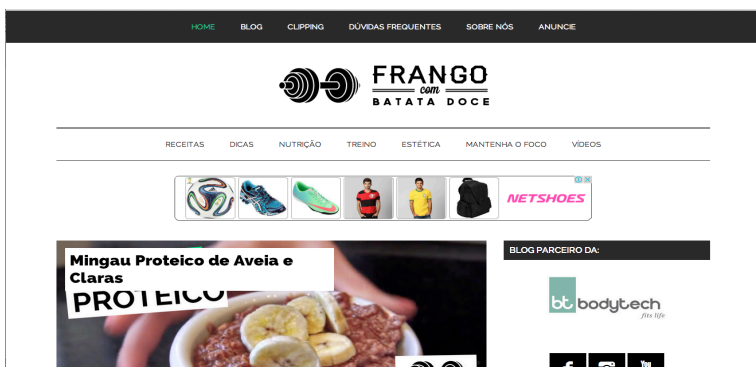 HOME BLOG CLIPPING DÚVIDAS FREQUENTES SOBRE NÓS ANUNCIE
FRANGO
com
BATATA DOCE
RECEITAS DICAS NUTRIÇÃO TREINO ESTÉTICA MANTENHA O FOCO VÍDEOS
NETSHOES
Mingau Proteico de Aveia e
Claras
PROTEICO
BLOG PARCEIRO DA:
bt bodytech
fits life
f You